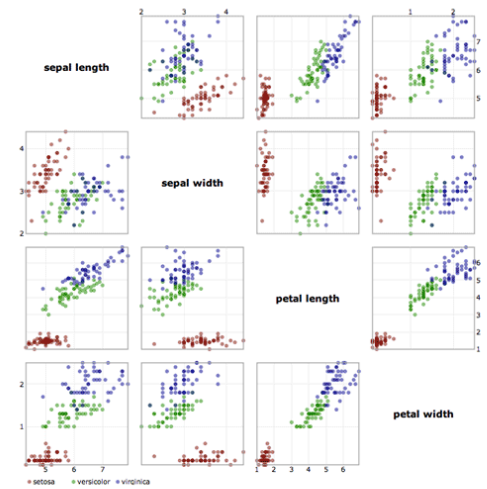 2 3 4 1 2
sepal length
7
6
5
4
3
2
sepal width
petal length
6
5
4
3
2
1
2
1
petal width
5 6 7 2 3 4 1 2 3 4 5 6
setosa versicolor virginica